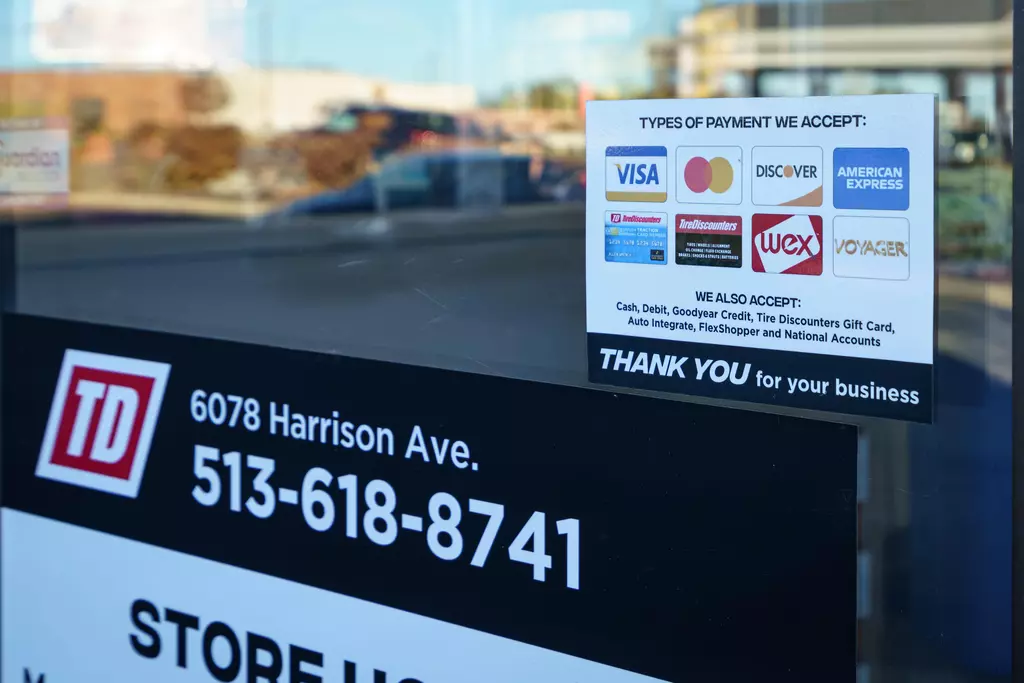 TYPES OF PAYMENT WE ACCEPT:
VISA
DISCOVER
AMERICAN
EXPRESS
TireDiscounters
TireDiscounters
wex
VOYAGER
WE ALSO ACCEPT:
Cash, Debit, Goodyear Credit, Tire Discounters Gift Card,
Auto Integrate, FlexShopper and National Accounts
THANK YOU for your business
TD
6078 Harrison Ave.
513-618-8741
STORE